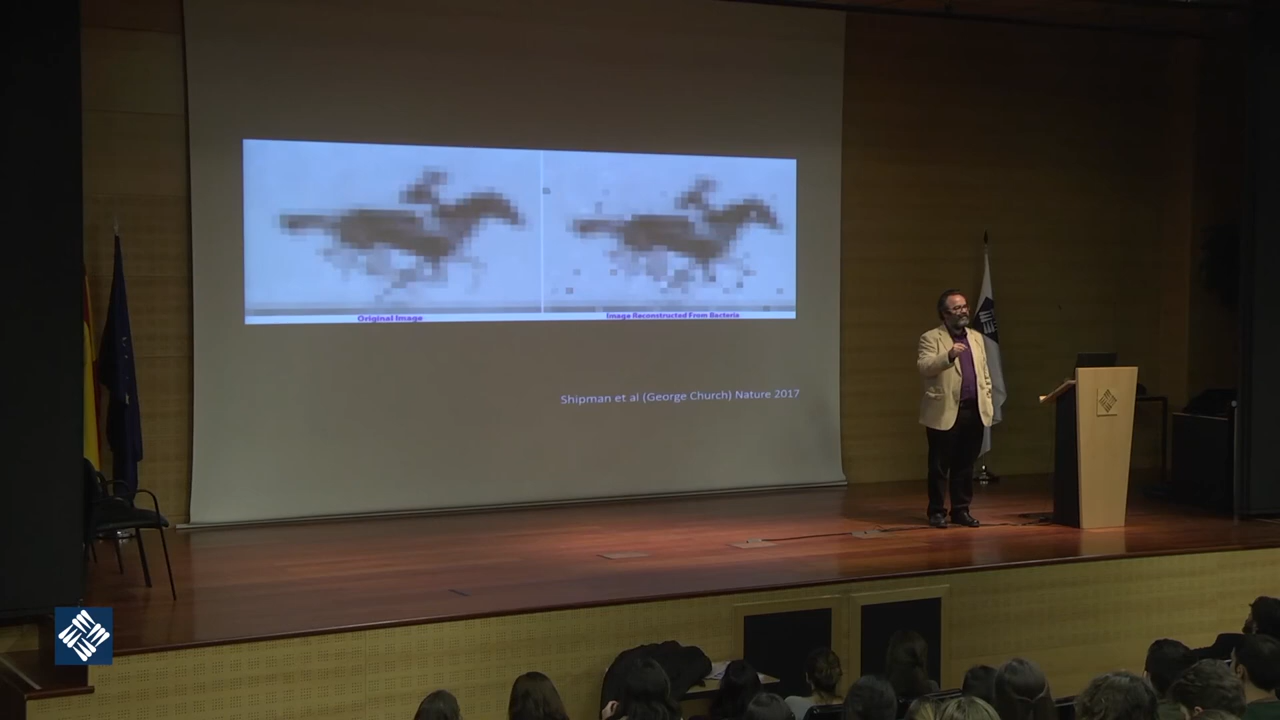 Original Image
Image Reconstructed From Bacteria
Shipman et al (George Church) Nature 2017